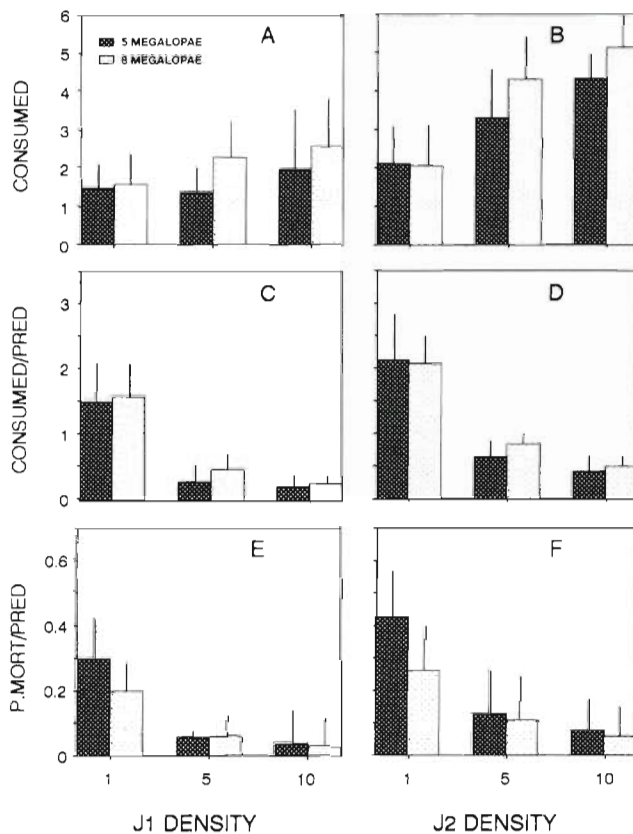 A
B
5 MEGALOPAE
8 MEGALOPAE
CONSUMED
6
5
4
3
2
1
0
C
D
CONSUMED/PRED
3
2
1
0
E
F
P.MORT/PRED
0.6
0.4
0.2
0
1 5 10
1 5 10
J1 DENSITY
J2 DENSITY